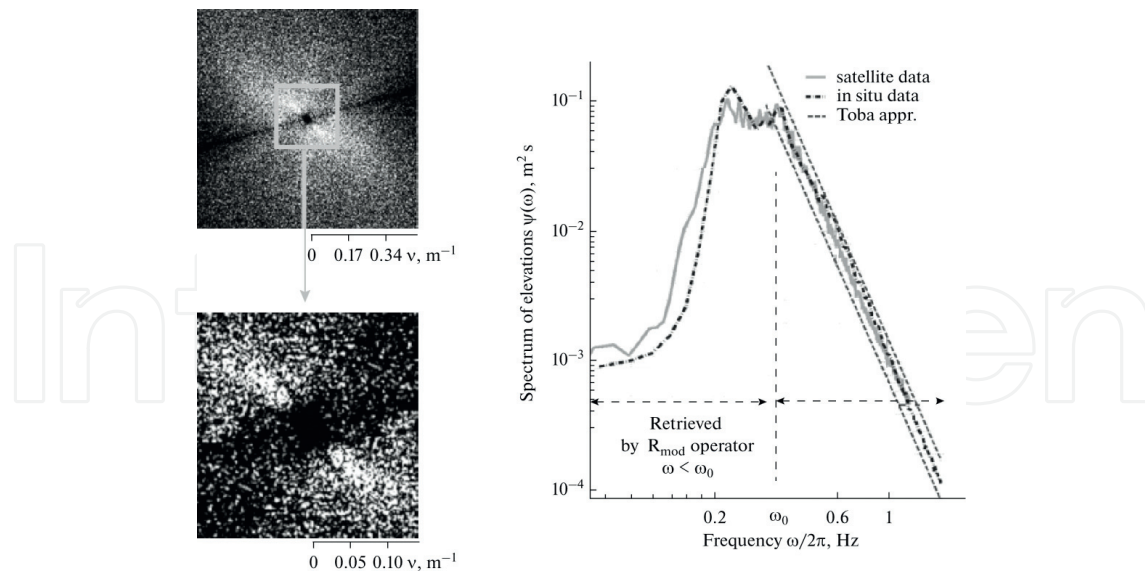 0 0.17 0.34 ν, m⁻¹
0 0.05 0.10 ν, m⁻¹
Spectrum of elevations ψ(ω), m² s
10⁻¹
10⁻²
10⁻³
10⁻⁴
satellite data
in situ data
Toba appr.
Retrieved
by R_mod operator
ω < ω₀
0.2 ω₀ 0.6 1
Frequency ω/2π, Hz
In
en